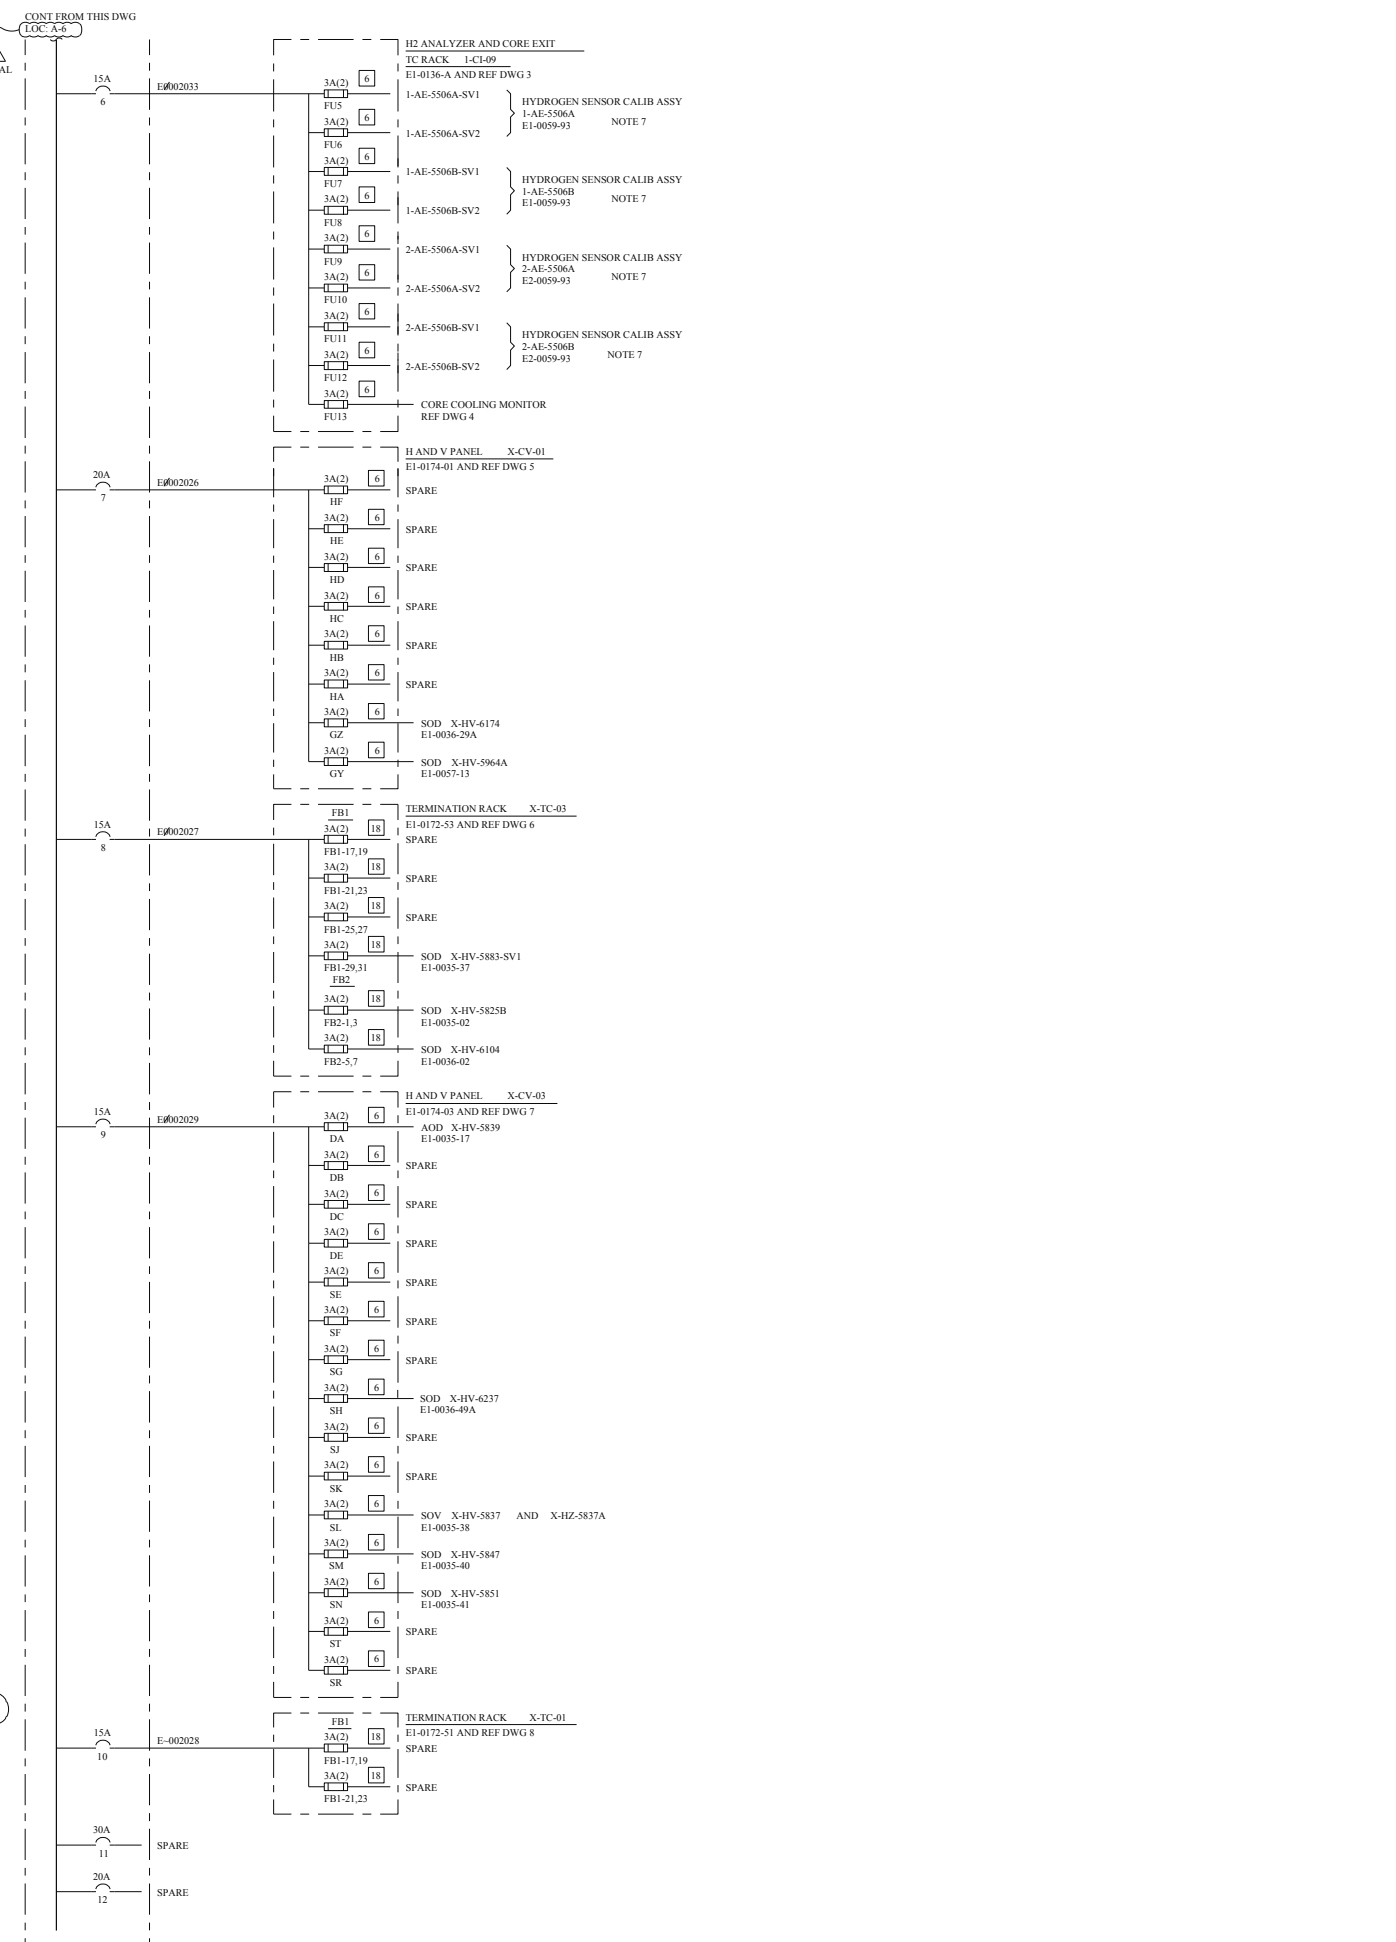 CONT FROM THIS DWG
LOC: A-6
AL
H2 ANALYZER AND CORE EXIT
TC RACK 1-CI-09
E1-0136-A AND REF DWG 3
15A
6
EØ002033
3A(2) 6
FU5
1-AE-5506A-SV1
3A(2) 6
FU6
1-AE-5506A-SV2
HYDROGEN SENSOR CALIB ASSY
1-AE-5506A
E1-0059-93 NOTE 7
3A(2) 6
FU7
1-AE-5506B-SV1
3A(2) 6
FU8
1-AE-5506B-SV2
HYDROGEN SENSOR CALIB ASSY
1-AE-5506B
E1-0059-93 NOTE 7
3A(2) 6
FU9
2-AE-5506A-SV1
3A(2) 6
FU10
2-AE-5506A-SV2
HYDROGEN SENSOR CALIB ASSY
2-AE-5506A
E2-0059-93 NOTE 7
3A(2) 6
FU11
2-AE-5506B-SV1
3A(2) 6
FU12
2-AE-5506B-SV2
HYDROGEN SENSOR CALIB ASSY
2-AE-5506B
E2-0059-93 NOTE 7
3A(2) 6
FU13
CORE COOLING MONITOR
REF DWG 4
H AND V PANEL X-CV-01
E1-0174-01 AND REF DWG 5
20A
7
EØ002026
3A(2) 6
HF
SPARE
3A(2) 6
HE
SPARE
3A(2) 6
HD
SPARE
3A(2) 6
HC
SPARE
3A(2) 6
HB
SPARE
3A(2) 6
HA
SPARE
3A(2) 6
GZ
SOD X-HV-6174
E1-0036-29A
3A(2) 6
GY
SOD X-HV-5964A
E1-0057-13
TERMINATION RACK X-TC-03
E1-0172-53 AND REF DWG 6
15A
8
EØ002027
FB1
3A(2) 18
FB1-17,19
SPARE
3A(2) 18
FB1-21,23
SPARE
3A(2) 18
FB1-25,27
SPARE
3A(2) 18
FB1-29,31
SOD X-HV-5883-SV1
E1-0035-37
FB2
3A(2) 18
FB2-1,3
SOD X-HV-5825B
E1-0035-02
3A(2) 18
FB2-5,7
SOD X-HV-6104
E1-0036-02
H AND V PANEL X-CV-03
E1-0174-03 AND REF DWG 7
15A
9
EØ002029
3A(2) 6
DA
AOD X-HV-5839
E1-0035-17
3A(2) 6
DB
SPARE
3A(2) 6
DC
SPARE
3A(2) 6
DE
SPARE
3A(2) 6
SE
SPARE
3A(2) 6
SF
SPARE
3A(2) 6
SG
SPARE
3A(2) 6
SH
SOD X-HV-6237
E1-0036-49A
3A(2) 6
SJ
SPARE
3A(2) 6
SK
SPARE
3A(2) 6
SL
SOV X-HV-5837 AND X-HZ-5837A
E1-0035-38
3A(2) 6
SM
SOD X-HV-5847
E1-0035-40
3A(2) 6
SN
SOD X-HV-5851
E1-0035-41
3A(2) 6
ST
SPARE
3A(2) 6
SR
SPARE
TERMINATION RACK X-TC-01
E1-0172-51 AND REF DWG 8
15A
10
E~002028
FB1
3A(2) 18
FB1-17,19
SPARE
3A(2) 18
FB1-21,23
SPARE
30A
11
SPARE
20A
12
SPARE